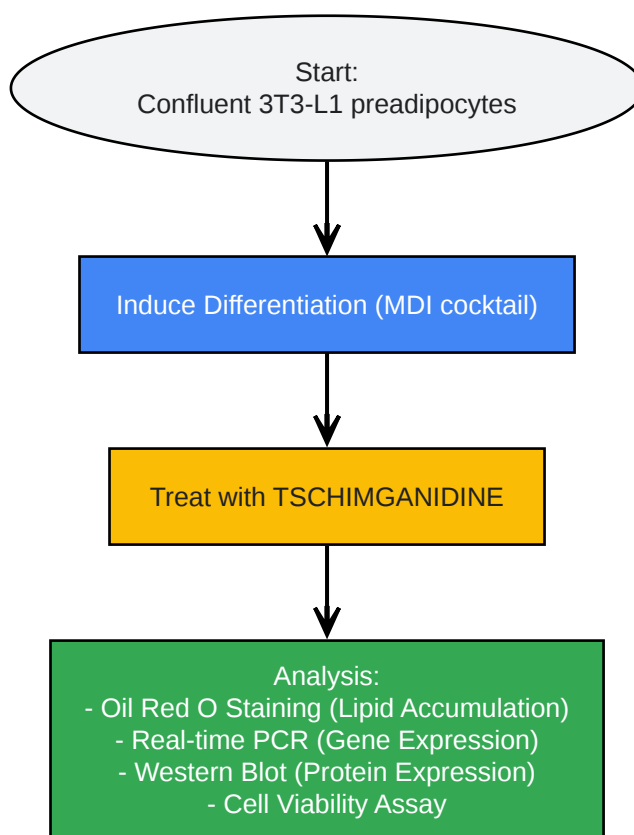 Start:
Confluent 3T3-L1 preadipocytes
Induce Differentiation (MDI cocktail)
Treat with TSCHIMGANIDINE
Analysis:
- Oil Red O Staining (Lipid Accumulation)
- Real-time PCR (Gene Expression)
- Western Blot (Protein Expression)
- Cell Viability Assay